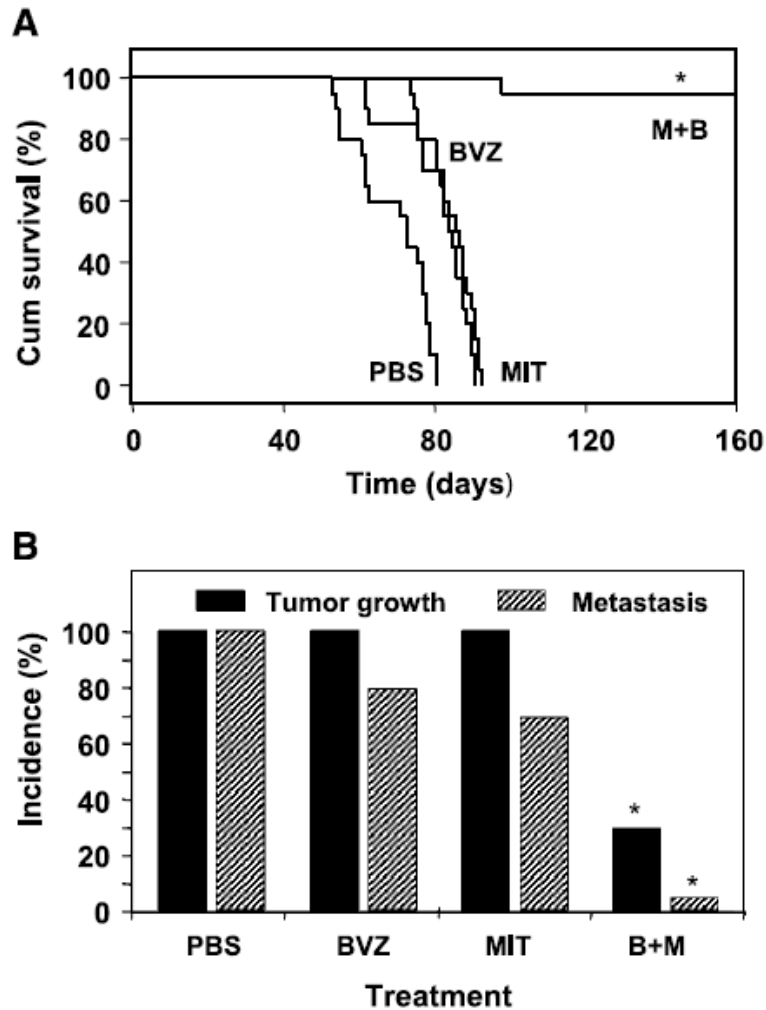 A
Cum survival (%)
100
80
60
40
20
0
*
M+B
BVZ
PBS
MIT
0 40 80 120 160
Time (days)
B
Incidence (%)
Tumor growth Metastasis
100
80
60
40
20
0
*
*
PBS BVZ MIT B+M
Treatment